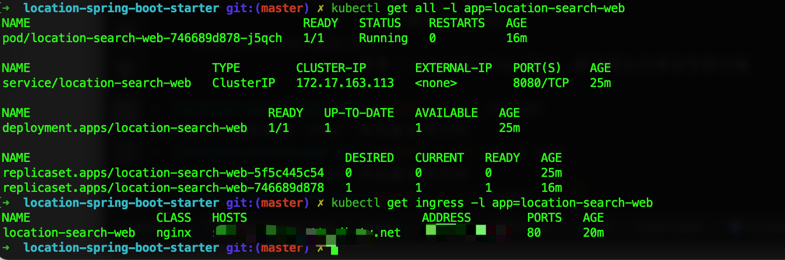 ➜ location-spring-boot-starter git:(master) ✗ kubectl get all -l app=location-search-web
NAME READY STATUS RESTARTS AGE
pod/location-search-web-746689d878-j5qch 1/1 Running 0 16m
NAME TYPE CLUSTER-IP EXTERNAL-IP PORT(S) AGE
service/location-search-web ClusterIP 172.17.163.113 <none> 8080/TCP 25m
NAME READY UP-TO-DATE AVAILABLE AGE
deployment.apps/location-search-web 1/1 1 1 25m
NAME DESIRED CURRENT READY AGE
replicaset.apps/location-search-web-5f5c445c54 0 0 0 25m
replicaset.apps/location-search-web-746689d878 1 1 1 16m
➜ location-spring-boot-starter git:(master) ✗ kubectl get ingress -l app=location-search-web
NAME CLASS HOSTS ADDRESS PORTS AGE
location-search-web nginx .net 80 20m
➜ location-spring-boot-starter git:(master) ✗